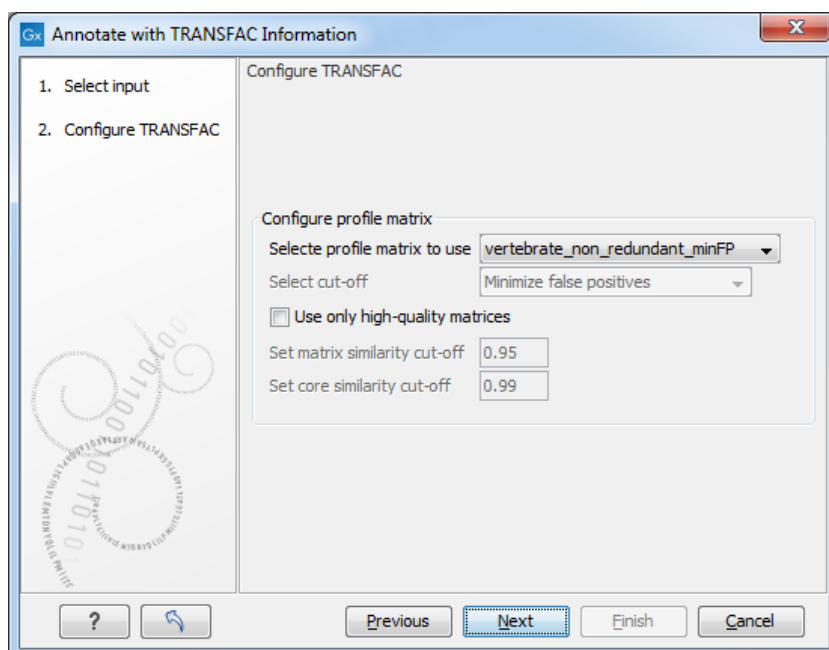 Gx Annotate with TRANSFAC Information X
1. Select input
2. Configure TRANSFAC
Configure TRANSFAC
Configure profile matrix
Selecte profile matrix to use vertebrate_non_redundant_minFP
Select cut-off Minimize false positives
Use only high-quality matrices
Set matrix similarity cut-off 0.95
Set core similarity cut-off 0.99
? Previous Next Finish Cancel